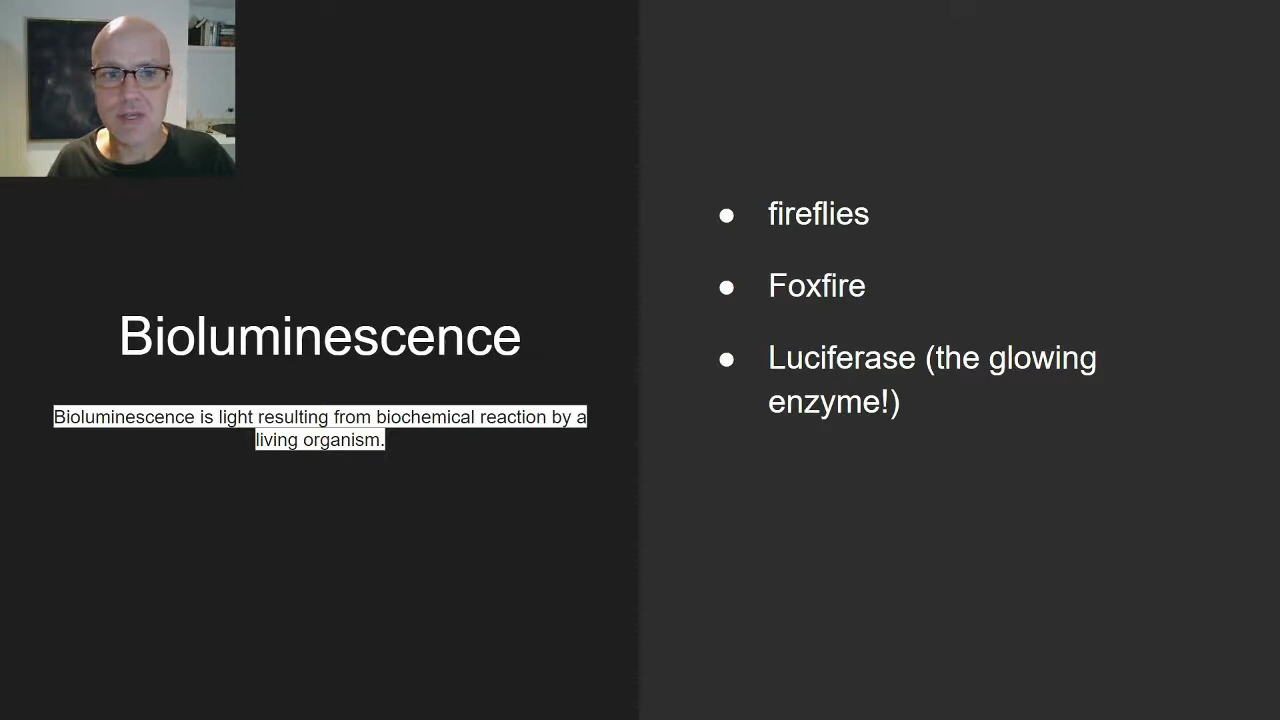 Bioluminescence
Bioluminescence is light resulting from biochemical reaction by a
living organism.
● fireflies
● Foxfire
● Luciferase (the glowing
enzyme!)